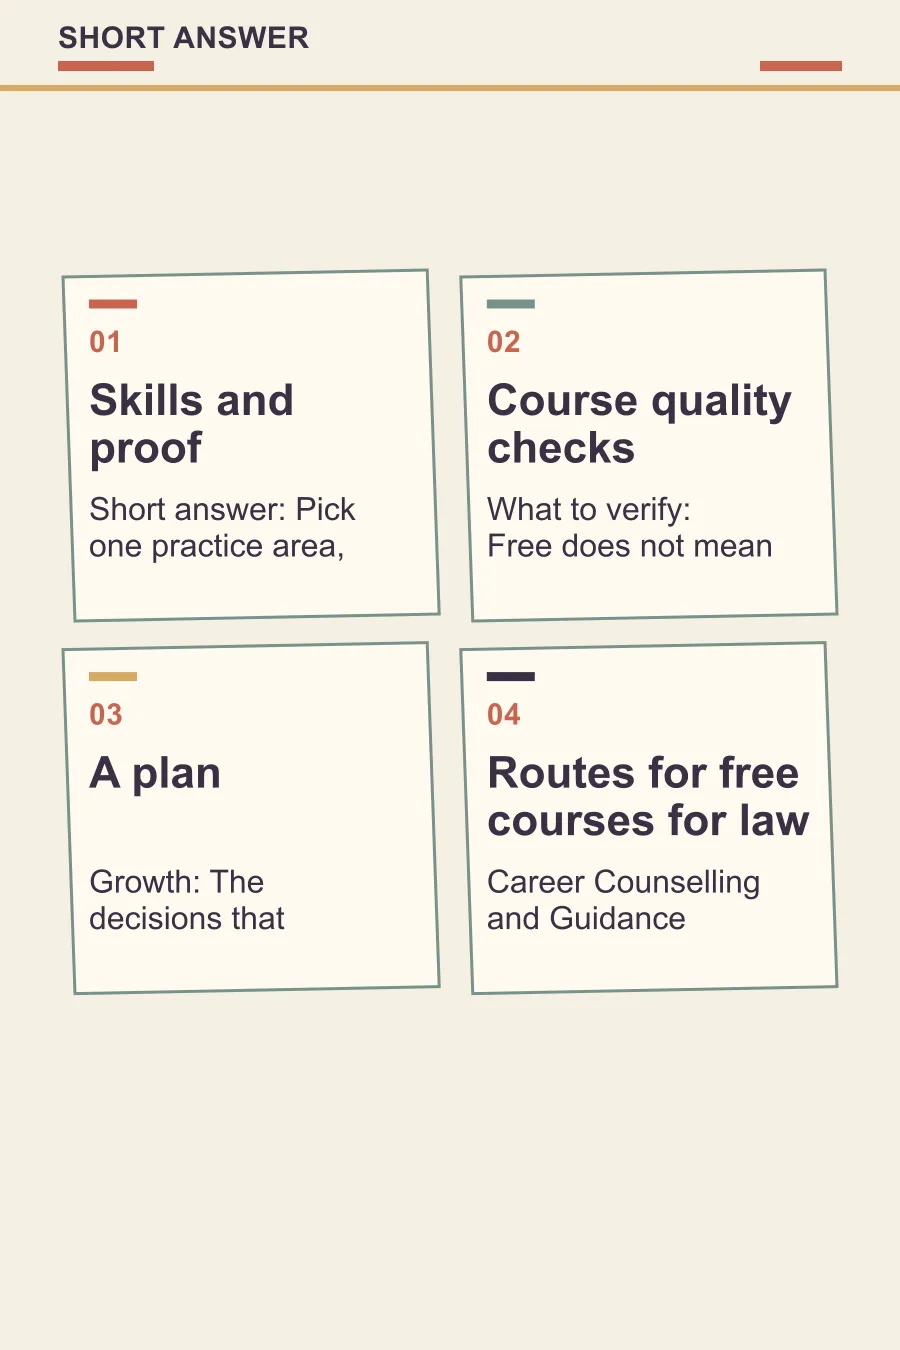 SHORT ANSWER
01
Skills and
proof
Short answer: Pick
one practice area,
02
Course quality
checks
What to verify:
Free does not mean
03
A plan
Growth: The
decisions that
04
Routes for free
courses for law
Career Counselling
and Guidance